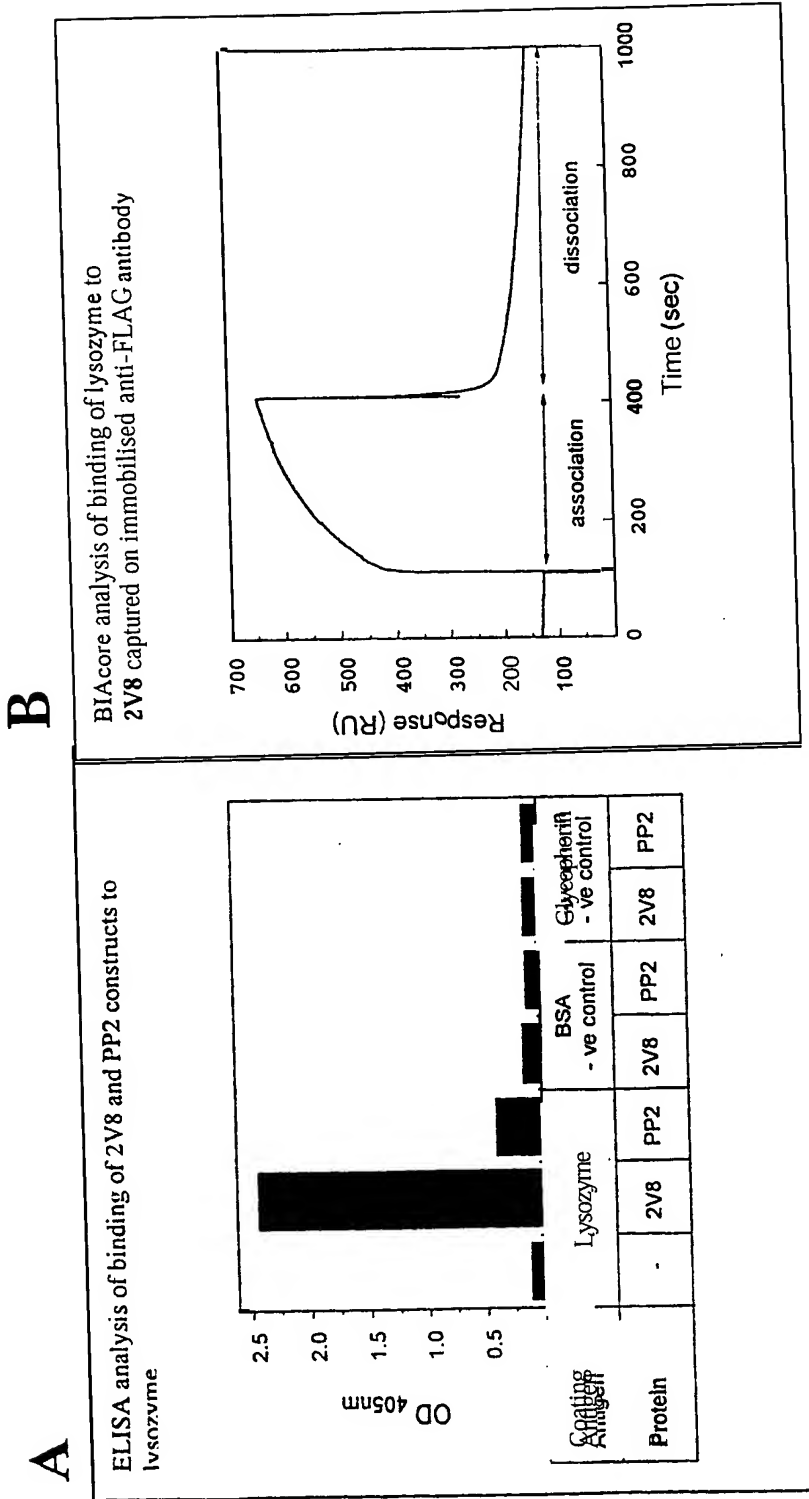 A
ELISA analysis of binding of 2V8 and PP2 constructs to
lysozyme
2.5
2.0
1.5
1.0
0.5
OD 405nm
Coating
Antigen
Lysozyme
BSA
- ve control
Glycophorin
- ve control
Protein
-
2V8
PP2
2V8
PP2
2V8
PP2
B
BIAcore analysis of binding of lysozyme to
2V8 captured on immobilised anti-FLAG antibody
700
600
500
400
300
200
100
Response (RU)
association
dissociation
0
200
400
600
800
1000
Time (sec)